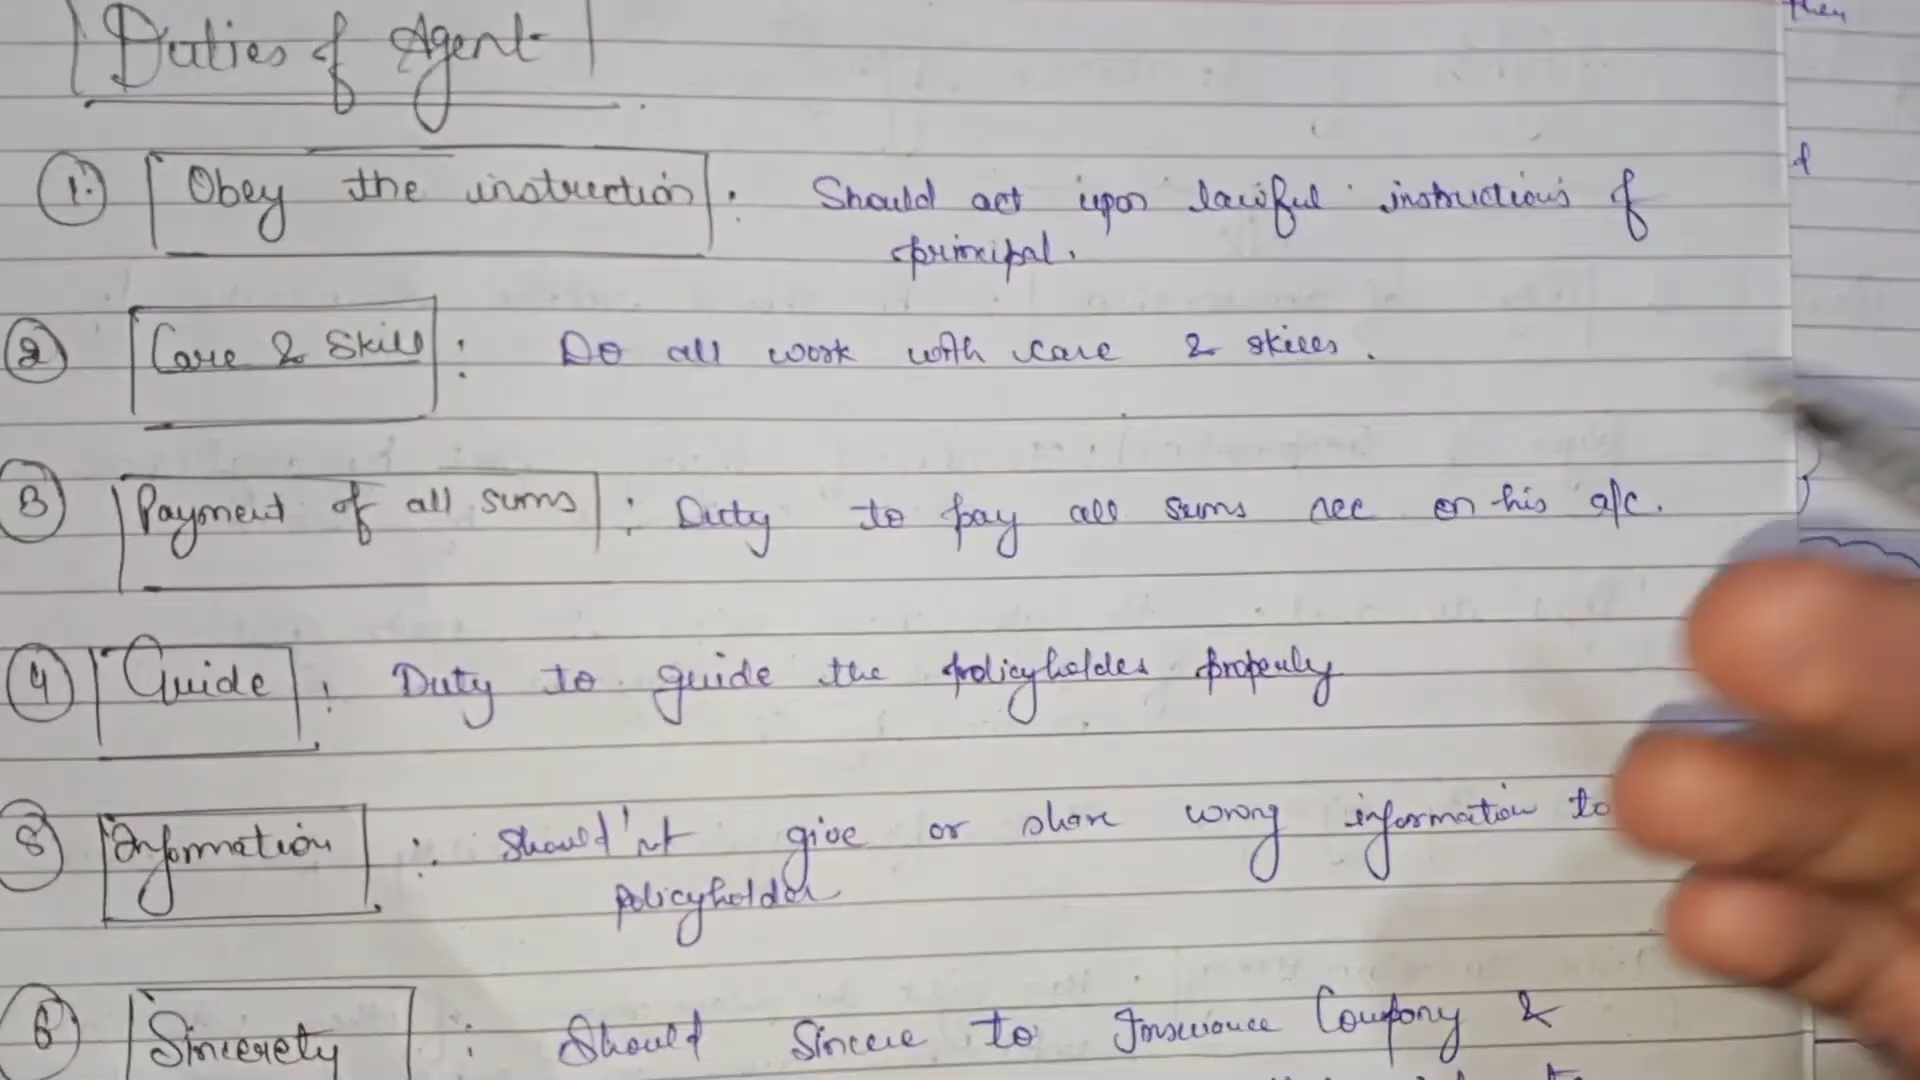 they
Duties of Agent
1. Obey the instruction : Should act upon lawful instructions of
principal.
2 Care & Skill : Do all work with care & skills.
3 Payment of all sums : Duty to pay all sums rec on his a/c.
4 Guide : Duty to guide the policyholder properly
5 Information : Should'nt give or share wrong information to
policyholder
6 Sincerety : Should Sincere to Insurance Company &